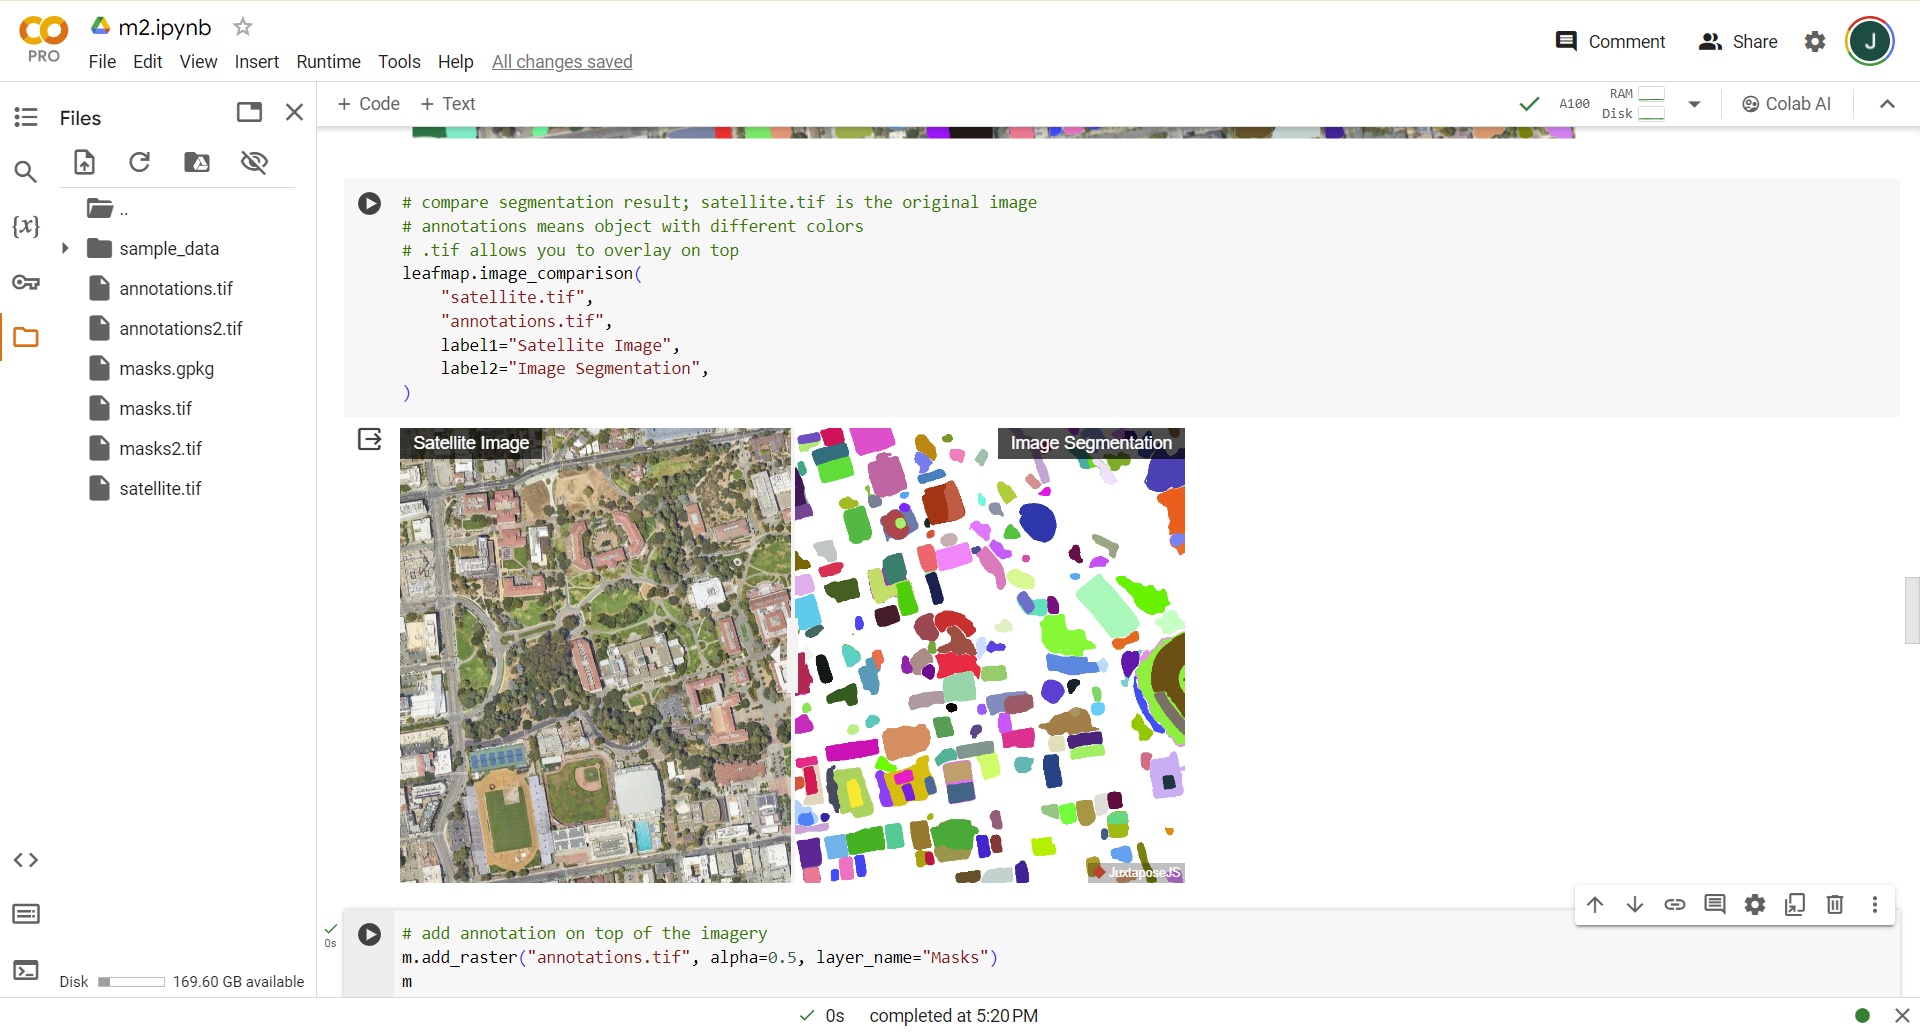 m2.ipynb
PRO
File Edit View Insert Runtime Tools Help All changes saved
Comment Share J
Files
+ Code + Text
A100 RAM Disk Colab AI
{x}
..
sample_data
annotations.tif
annotations2.tif
masks.gpkg
masks.tif
masks2.tif
satellite.tif
Disk 169.60 GB available
# compare segmentation result; satellite.tif is the original image
# annotations means object with different colors
# .tif allows you to overlay on top
leafmap.image_comparison(
"satellite.tif",
"annotations.tif",
label1="Satellite Image",
label2="Image Segmentation",
)
Satellite Image Image Segmentation
JuxtaposeJS
0s
# add annotation on top of the imagery
m.add_raster("annotations.tif", alpha=0.5, layer_name="Masks")
m
0s completed at 5:20 PM